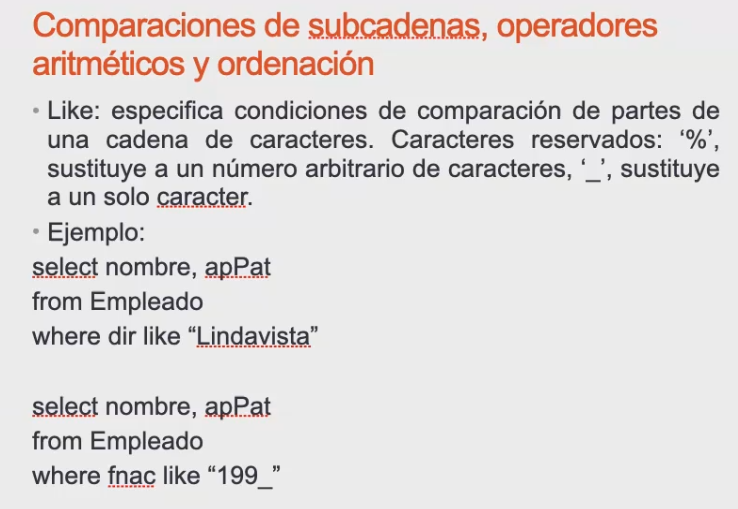 Comparaciones de subcadenas, operadores
aritméticos y ordenación
• Like: especifica condiciones de comparación de partes de
una cadena de caracteres. Caracteres reservados: ‘%’,
sustituye a un número arbitrario de caracteres, ‘_’, sustituye
a un solo caracter.
• Ejemplo:
select nombre, apPat
from Empleado
where dir like “Lindavista”
select nombre, apPat
from Empleado
where fnac like “199_”